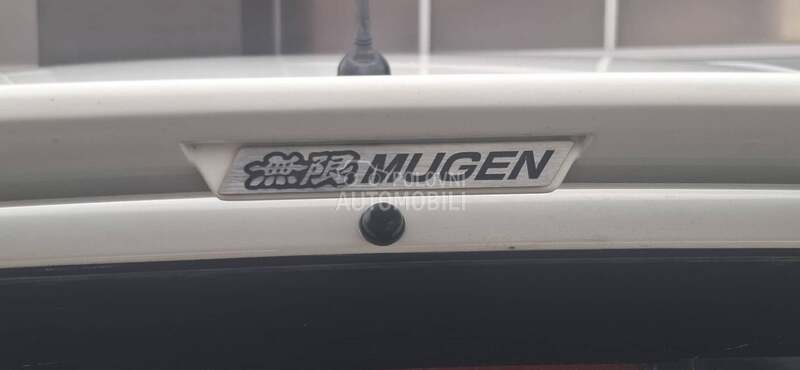 無限 MUGEN
POLOVNI
AUTOMOBILI